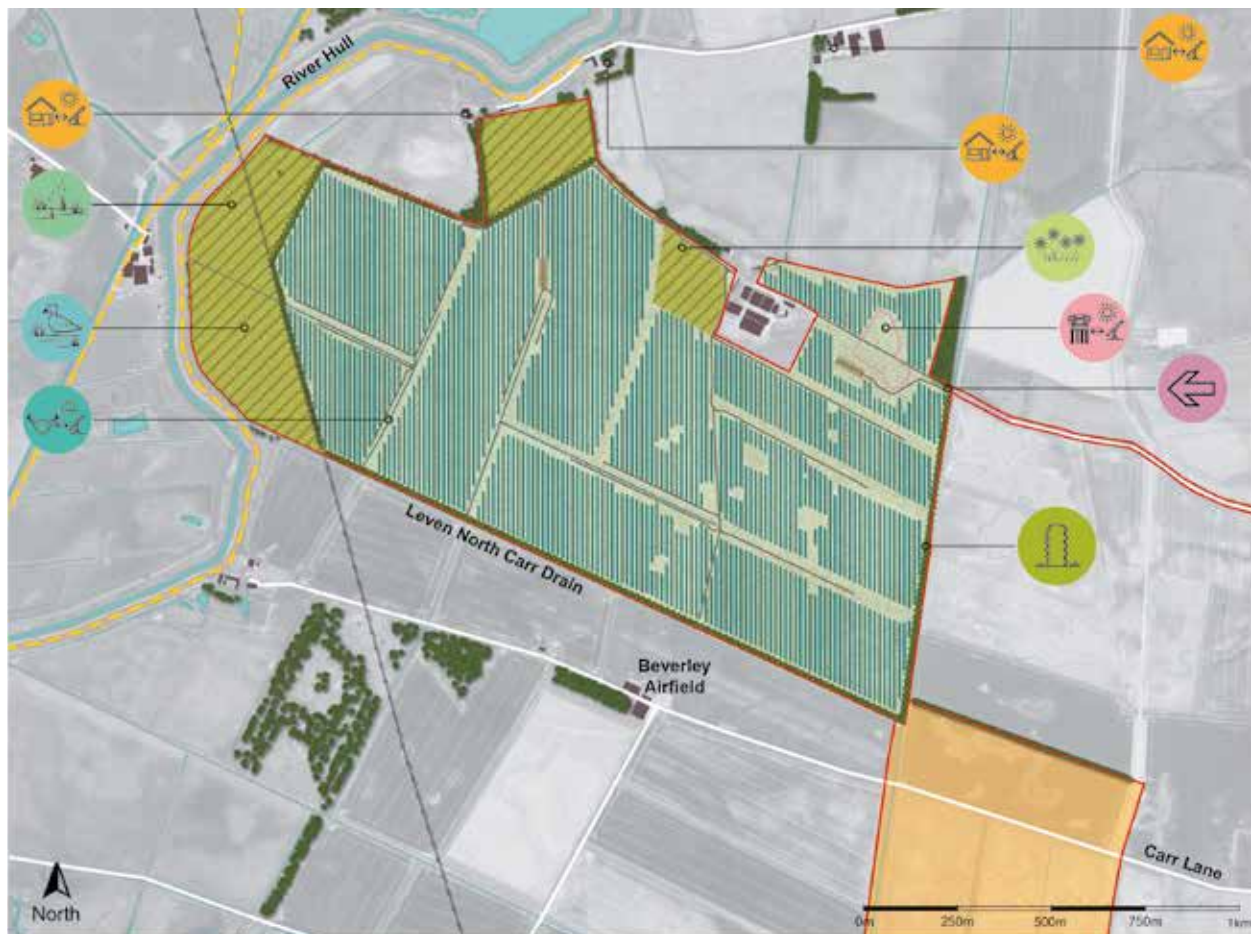 River Hull
Leven North Carr Drain
Beverley
Airfield
Carr Lane
North
0m 250m 500m 750m 1km